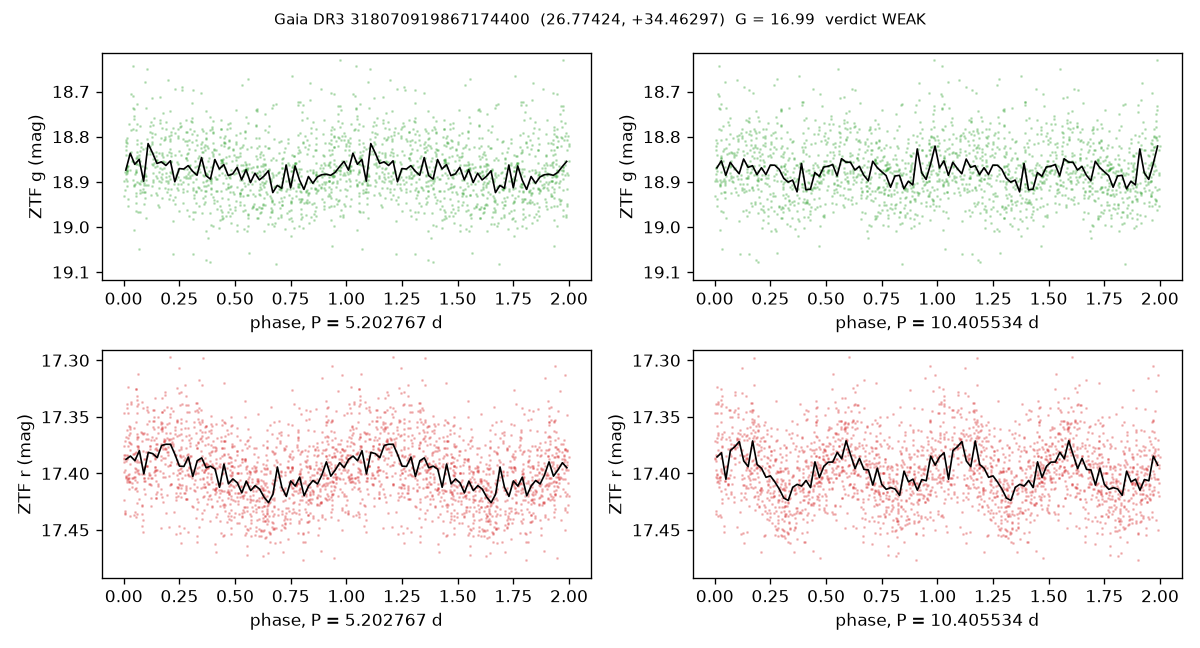 Gaia DR3 318070919867174400 (26.77424, +34.46297) G = 16.99 verdict WEAK
ZTF g (mag)
18.7
18.8
18.9
19.0
19.1
0.00 0.25 0.50 0.75 1.00 1.25 1.50 1.75 2.00
phase, P = 5.202767 d
ZTF g (mag)
18.7
18.8
18.9
19.0
19.1
0.00 0.25 0.50 0.75 1.00 1.25 1.50 1.75 2.00
phase, P = 10.405534 d
ZTF r (mag)
17.30
17.35
17.40
17.45
0.00 0.25 0.50 0.75 1.00 1.25 1.50 1.75 2.00
phase, P = 5.202767 d
ZTF r (mag)
17.30
17.35
17.40
17.45
0.00 0.25 0.50 0.75 1.00 1.25 1.50 1.75 2.00
phase, P = 10.405534 d